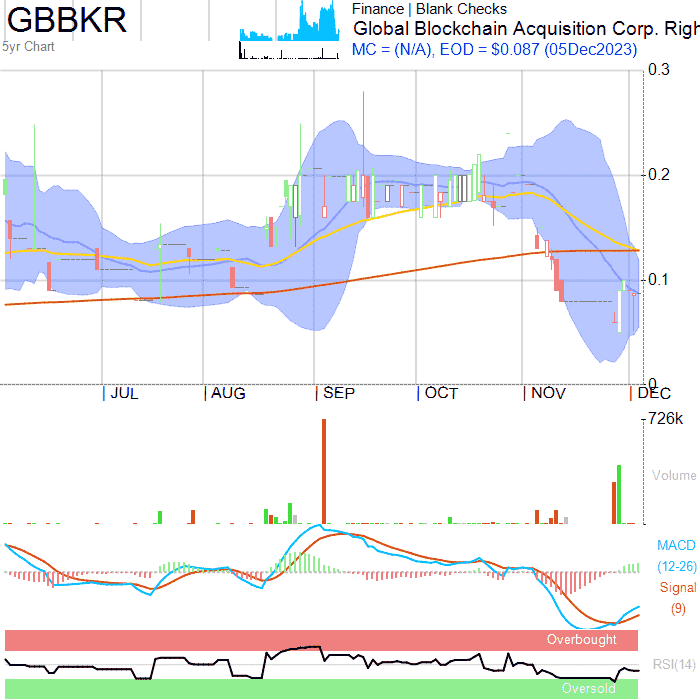 GBBKR
Finance | Blank Checks
Global Blockchain Acquisition Corp. Righ
5yr Chart
MC = (N/A), EOD = $0.087 (05Dec2023)
0.3
0.2
0.1
0
JUL
AUG
SEP
OCT
NOV
DEC
726k
Volume
MACD
(12-26)
Signal
(9)
Overbought
RSI(14)
Oversold